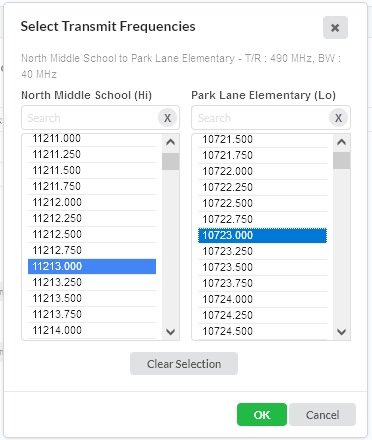 Select Transmit Frequencies
×
North Middle School to Park Lane Elementary - T/R : 490 MHz, BW :
40 MHz
North Middle School (Hi)
Search
X
11211.000
11211.250
11211.500
11211.750
11212.000
11212.250
11212.500
11212.750
11213.000
11213.250
11213.500
11213.750
11214.000
Park Lane Elementary (Lo)
Search
X
10721.500
10721.750
10722.000
10722.250
10722.500
10722.750
10723.000
10723.250
10723.500
10723.750
10724.000
10724.250
10724.500
Clear Selection
OK
Cancel